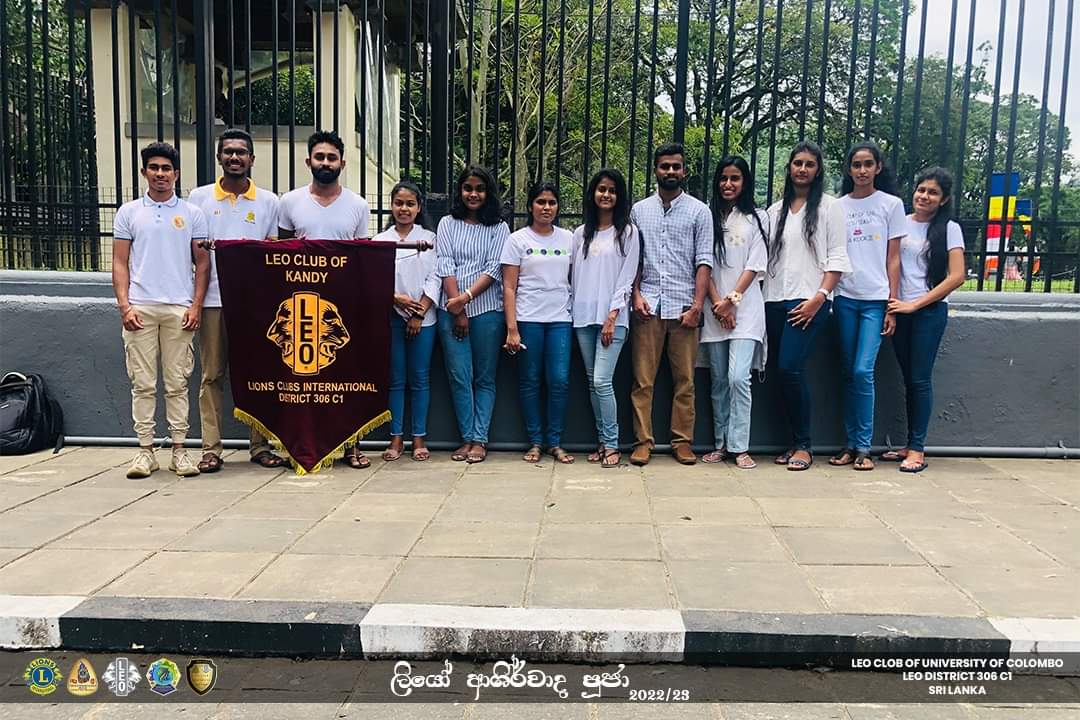 LEO CLUB OF
KANDY
LEO
LIONS CLUBS INTERNATIONAL
DISTRICT 306 C1
ලියෝ ආශිර්වාද පූජා
2022/23
LEO CLOB OF UNIVERSITY OF COLOMBO
LEO DISTRICT 306 C1
SRI LANKA
LIONS